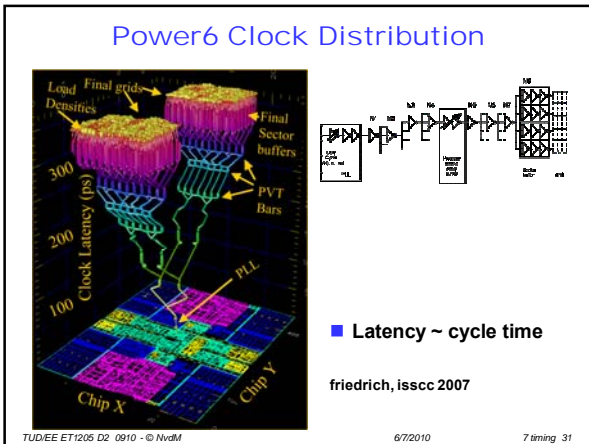 Power6 Clock Distribution
Final grids
Load
Densities
Final
Sector
buffers
PVT
Bars
PLL
300
200
100
Clock Latency (ps)
Chip X
Chip Y
PLL
Latency ~ cycle time
friedrich, isscc 2007
TUD/EE ET1205 D2 0910 - © NvdM
6/7/2010
7 timing 31